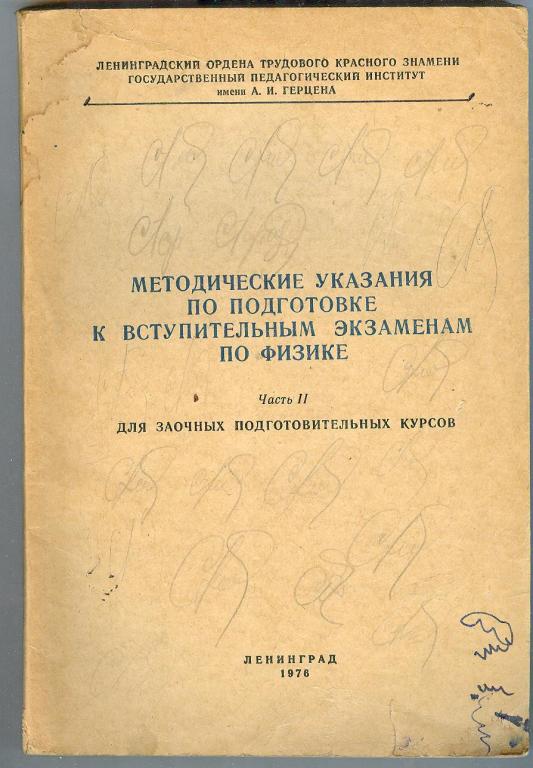 ЛЕНИНГРАДСКИЙ ОРДЕНА ТРУДОВОГО КРАСНОГО ЗНАМЕНИ
ГОСУДАРСТВЕННЫЙ ПЕДАГОГИЧЕСКИЙ ИНСТИТУТ
имени А. И. ГЕРЦЕНА
МЕТОДИЧЕСКИЕ УКАЗАНИЯ
ПО ПОДГОТОВКЕ
К ВСТУПИТЕЛЬНЫМ ЭКЗАМЕНАМ
ПО ФИЗИКЕ
Часть II
ДЛЯ ЗАОЧНЫХ ПОДГОТОВИТЕЛЬНЫХ КУРСОВ
ЛЕНИНГРАД
1976